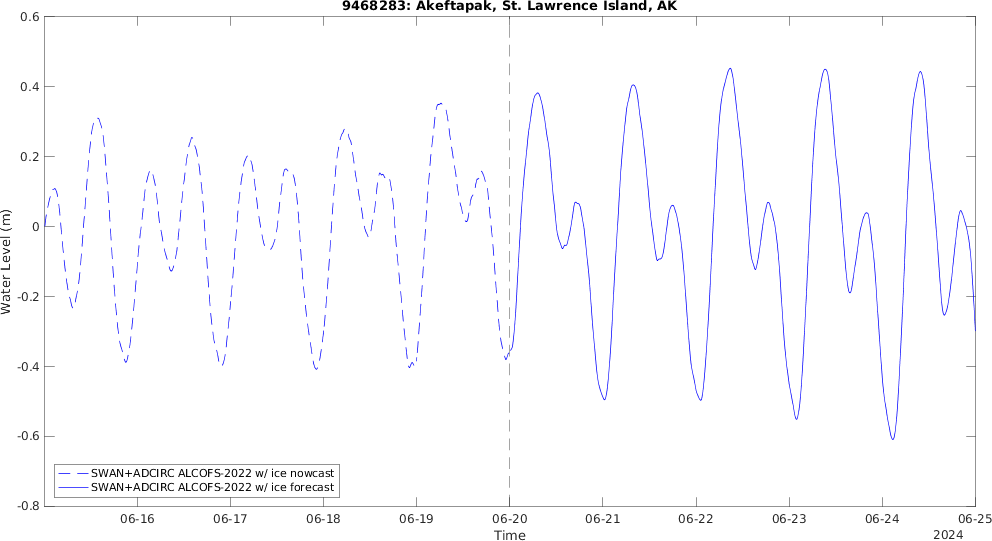 9468283: Akeftapak, St. Lawrence Island, AK
0.6
0.4
0.2
0
-0.2
-0.4
-0.6
-0.8
Water Level (m)
SWAN+ADCIRC ALCOFS-2022 w/ ice nowcast
SWAN+ADCIRC ALCOFS-2022 w/ ice forecast
06-16 06-17 06-18 06-19 06-20 06-21 06-22 06-23 06-24 06-25
Time
2024